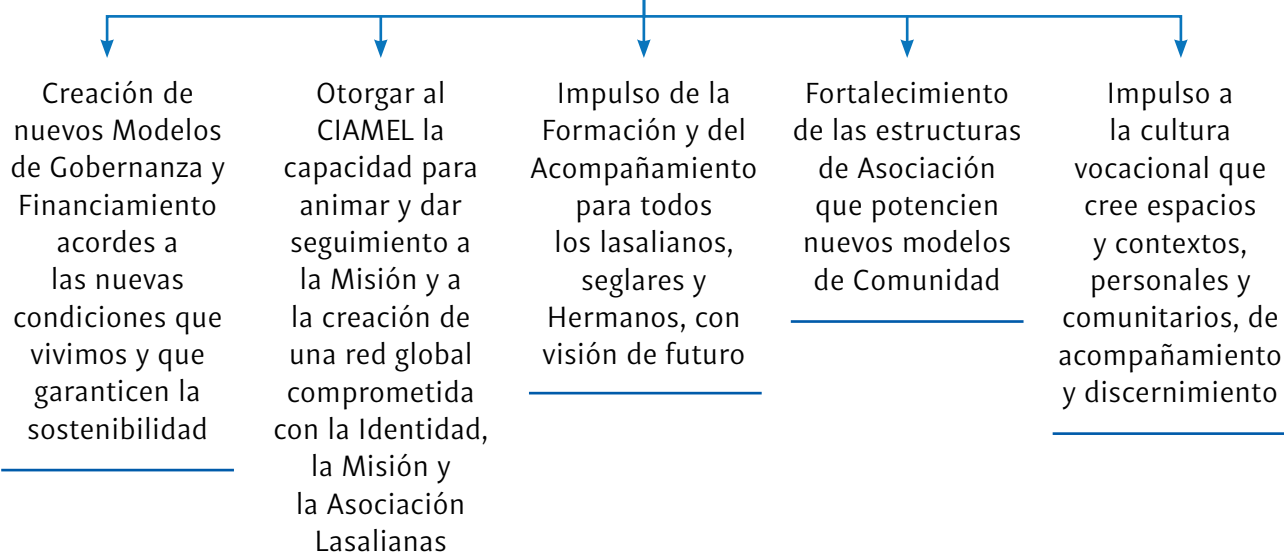 Creación de
nuevos Modelos
de Gobernanza y
Financiamiento
acordes a
las nuevas
condiciones que
vivimos y que
garanticen la
sostenibilidad
Otorgar al
CIAMEL la
capacidad para
animar y dar
seguimiento a
la Misión y a
la creación de
una red global
comprometida
con la Identidad,
la Misión y
la Asociación
Lasalianas
Impulso de la
Formación y del
Acompañamiento
para todos
los lasalianos,
seglares y
Hermanos, con
visión de futuro
Fortalecimiento
de las estructuras
de Asociación
que potencien
nuevos modelos
de Comunidad
Impulso a
la cultura
vocacional que
cree espacios
y contextos,
personales y
comunitarios, de
acompañamiento
y discernimiento